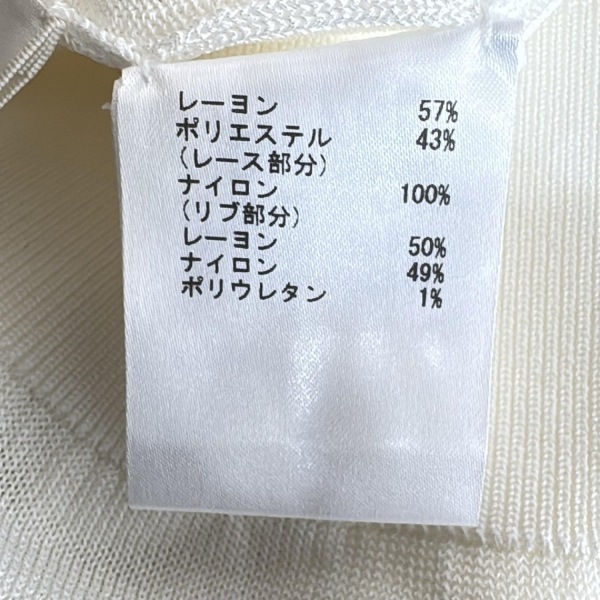 レーヨン 57%
ポリエステル 43%
(レース部分)
ナイロン 100%
(リブ部分)
レーヨン 50%
ナイロン 49%
ポリウレタン 1%